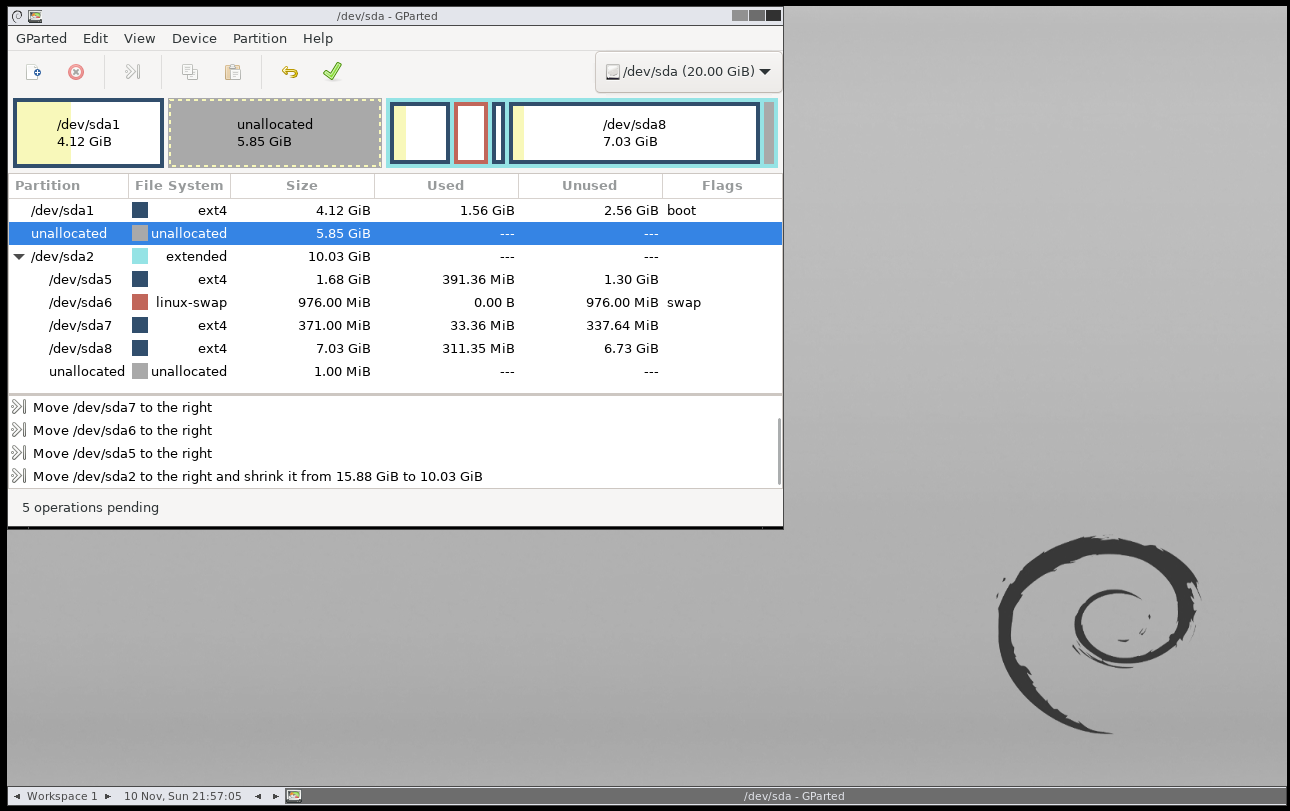 /dev/sda - GParted
GParted Edit View Device Partition Help
/dev/sda (20.00 GiB)
/dev/sda1
4.12 GiB
unallocated
5.85 GiB
/dev/sda8
7.03 GiB
Partition File System Size Used Unused Flags
/dev/sda1 ext4 4.12 GiB 1.56 GiB 2.56 GiB boot
unallocated unallocated 5.85 GiB --- ---
/dev/sda2 extended 10.03 GiB --- ---
/dev/sda5 ext4 1.68 GiB 391.36 MiB 1.30 GiB
/dev/sda6 linux-swap 976.00 MiB 0.00 B 976.00 MiB swap
/dev/sda7 ext4 371.00 MiB 33.36 MiB 337.64 MiB
/dev/sda8 ext4 7.03 GiB 311.35 MiB 6.73 GiB
unallocated unallocated 1.00 MiB --- ---
Move /dev/sda7 to the right
Move /dev/sda6 to the right
Move /dev/sda5 to the right
Move /dev/sda2 to the right and shrink it from 15.88 GiB to 10.03 GiB
5 operations pending
Workspace 1 10 Nov, Sun 21:57:05 /dev/sda - GParted